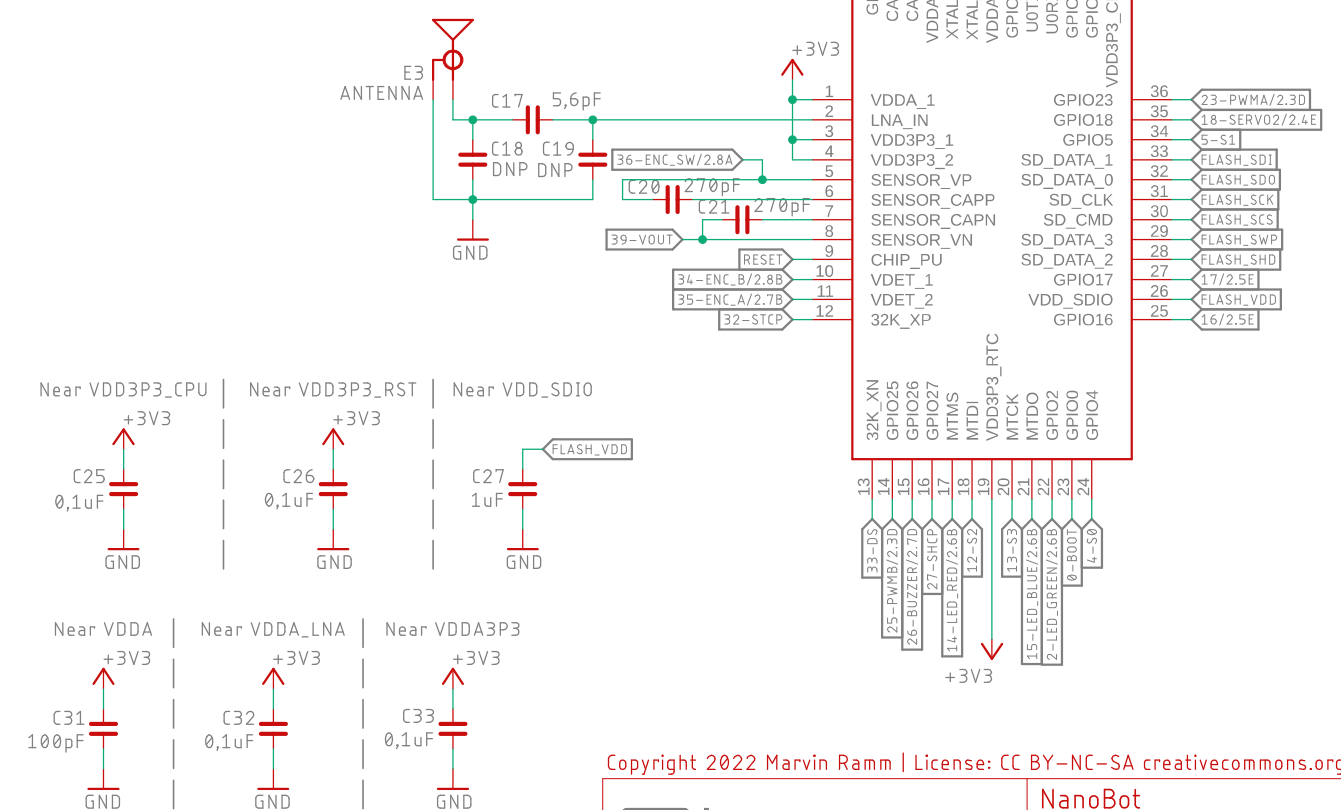 +3V3
E3
ANTENNA
C17 5,6pF
C18 C19
DNP DNP
GND
36-ENC_SW/2.8A
C20 270pF
C21 270pF
39-VOUT
RESET
34-ENC_B/2.8B
35-ENC_A/2.7B
32-STCP
1 VDDA_1
2 LNA_IN
3 VDD3P3_1
4 VDD3P3_2
5 SENSOR_VP
6 SENSOR_CAPP
7 SENSOR_CAPN
8 SENSOR_VN
9 CHIP_PU
10 VDET_1
11 VDET_2
12 32K_XP
GPIO23 36 23-PWMA/2.3D
GPIO18 35 18-SERVO2/2.4E
GPIO5 34 5-S1
SD_DATA_1 33 FLASH_SDI
SD_DATA_0 32 FLASH_SDO
SD_CLK 31 FLASH_SCK
SD_CMD 30 FLASH_SCS
SD_DATA_3 29 FLASH_SWP
SD_DATA_2 28 FLASH_SHD
GPIO17 27 17/2.5E
VDD_SDIO 26 FLASH_VDD
GPIO16 25 16/2.5E
32K_XN 13 33-DS
GPIO25 14 25-PWMB/2.3D
GPIO26 15 26-BUZZER/2.7D
GPIO27 16 27-SHCP
MTMS 17 14-LED_RED/2.6B
MTDI 18 12-S2
VDD3P3_RTC 19
MTCK 20 13-S3
MTDO 21 15-LED_BLUE/2.6B
GPIO2 22 2-LED_GREEN/2.6B
GPIO0 23 0-BOOT
GPIO4 24 4-S0
+3V3
Near VDD3P3_CPU
+3V3
C25
0,1uF
GND
Near VDD3P3_RST
+3V3
C26
0,1uF
GND
Near VDD_SDIO
FLASH_VDD
C27
1uF
GND
Near VDDA
+3V3
C31
100pF
GND
Near VDDA_LNA
+3V3
C32
0,1uF
GND
Near VDDA3P3
+3V3
C33
0,1uF
GND
Copyright 2022 Marvin Ramm | License: CC BY-NC-SA creativecommons.org
NanoBot